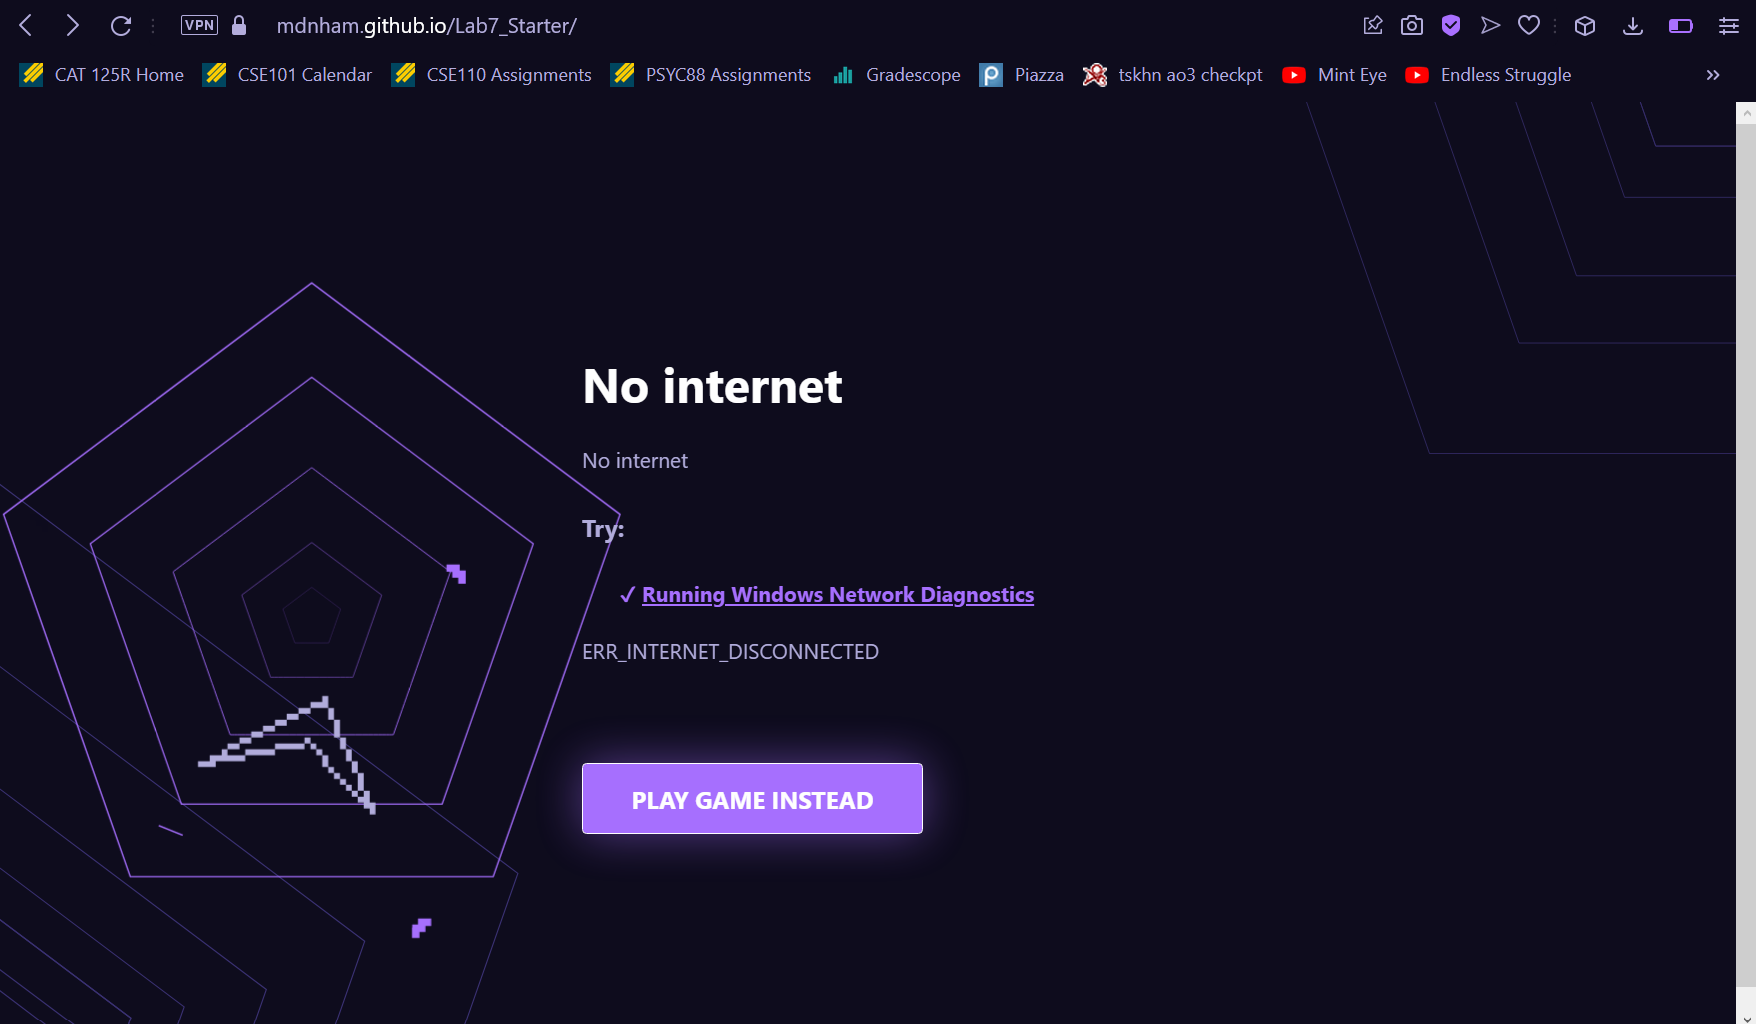 VPN mdnham.github.io/Lab7_Starter/
CAT 125R Home CSE101 Calendar CSE110 Assignments PSYC88 Assignments Gradescope Piazza tskhn ao3 checkpt Mint Eye Endless Struggle »
No internet
No internet
Try:
✓ Running Windows Network Diagnostics
ERR_INTERNET_DISCONNECTED
PLAY GAME INSTEAD